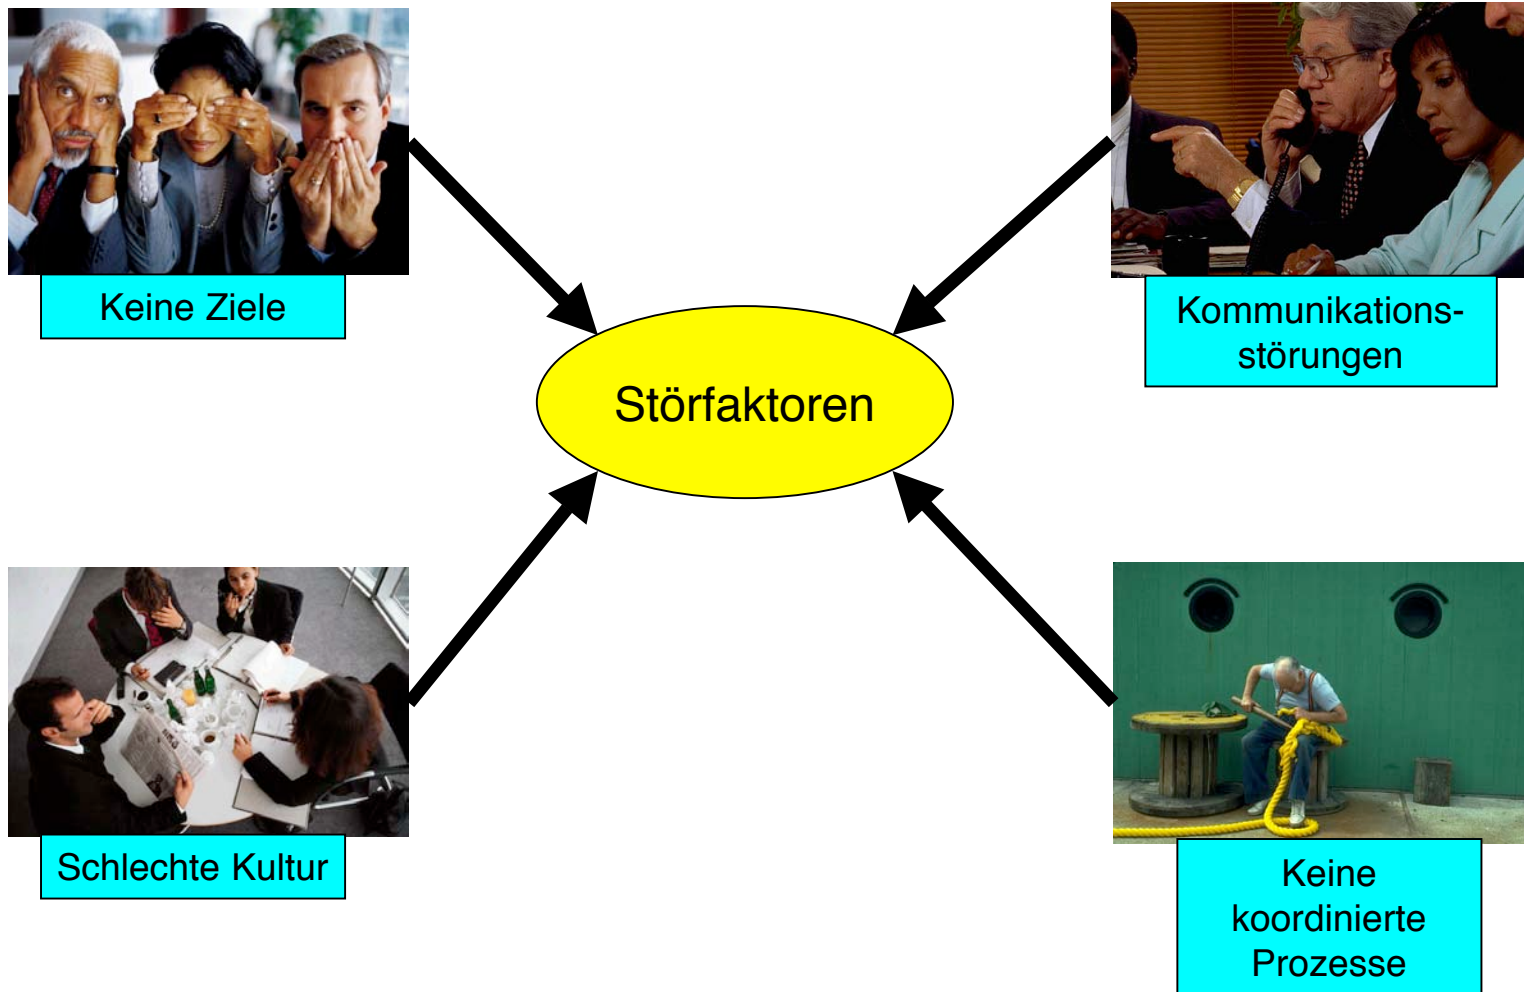 Keine Ziele
Kommunikations-
störungen
Störfaktoren
Schlechte Kultur
Keine
koordinierte
Prozesse